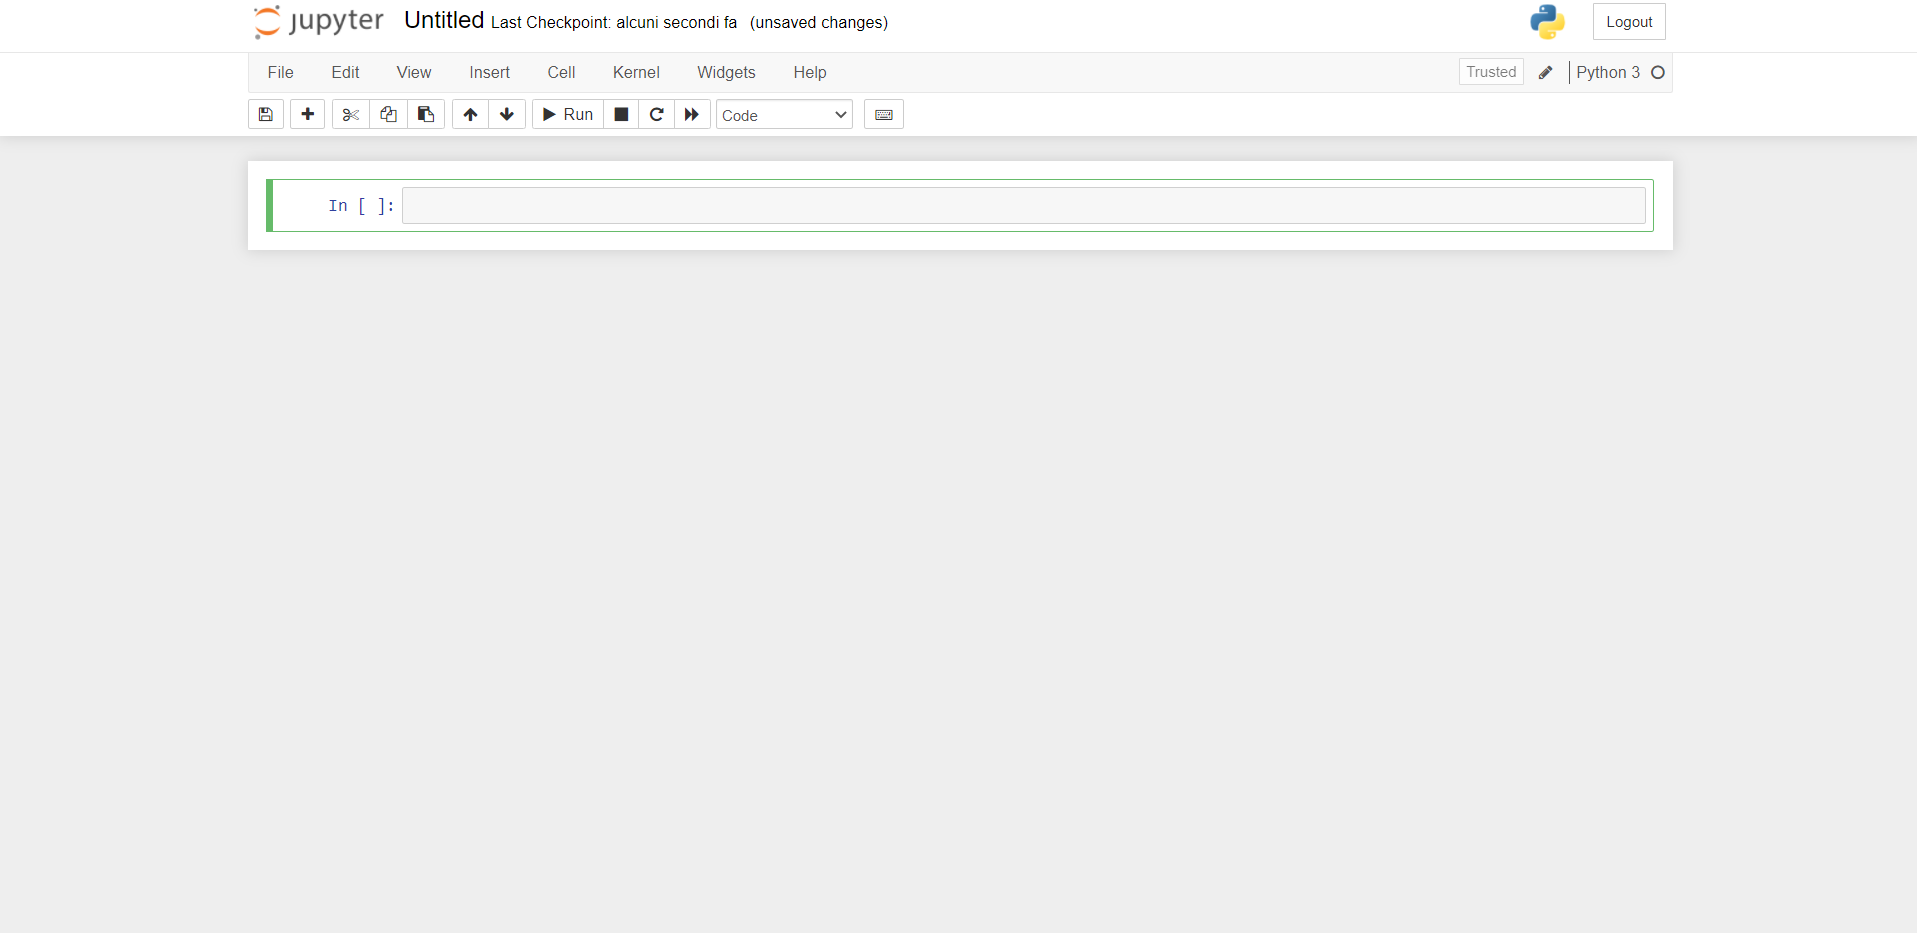 jupyter Untitled Last Checkpoint: alcuni secondi fa (unsaved changes) Logout
File Edit View Insert Cell Kernel Widgets Help Trusted Python 3
Run Code
In [ ]: